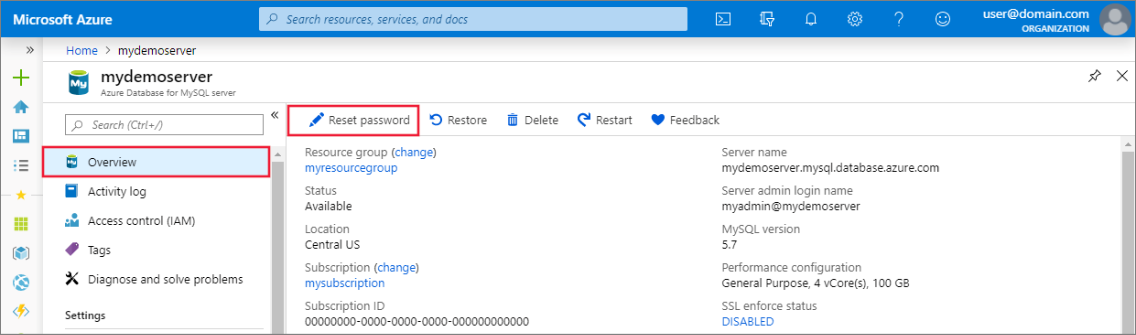 Microsoft Azure
Search resources, services, and docs
user@domain.com
ORGANIZATION
Home > mydemoserver
mydemoserver
Azure Database for MySQL server
Search (Ctrl+/)
Overview
Activity log
Access control (IAM)
Tags
Diagnose and solve problems
Settings
Reset password Restore Delete Restart Feedback
Resource group (change)
myresourcegroup
Status
Available
Location
Central US
Subscription (change)
mysubscription
Subscription ID
00000000-0000-0000-0000-000000000000
Server name
mydemoserver.mysql.database.azure.com
Server admin login name
myadmin@mydemoserver
MySQL version
5.7
Performance configuration
General Purpose, 4 vCore(s), 100 GB
SSL enforce status
DISABLED